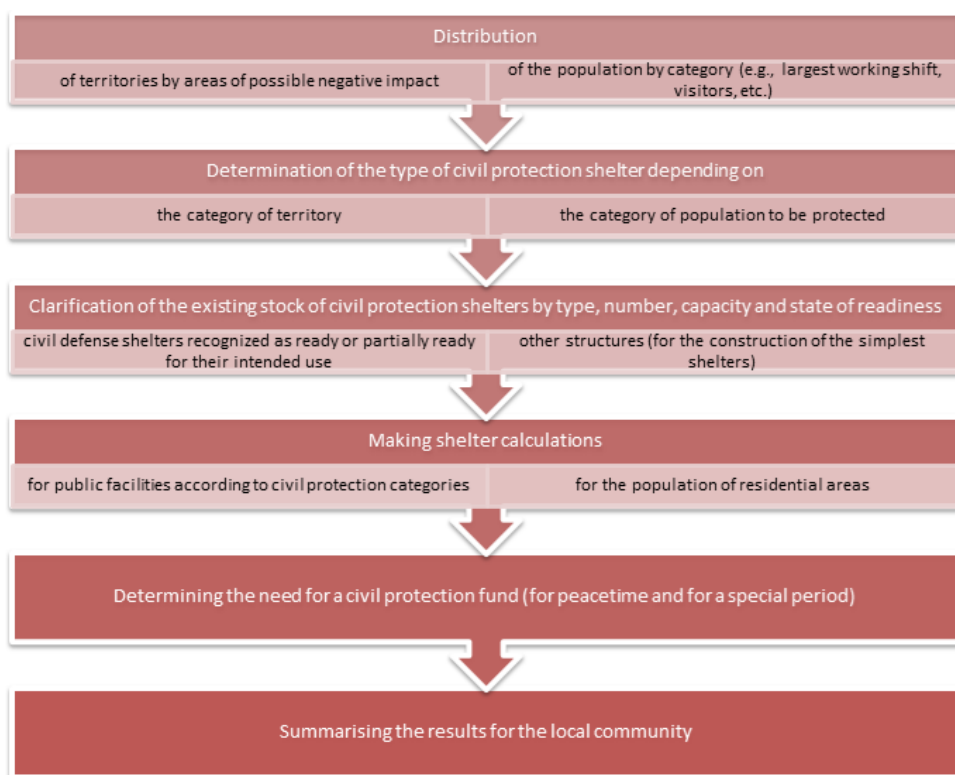 Distribution
of territories by areas of possible negative impact
of the population by category (e.g., largest working shift,
visitors, etc.)
Determination of the type of civil protection shelter depending on
the category of territory
the category of population to be protected
Clarification of the existing stock of civil protection shelters by type, number, capacity and state of readiness
civil defense shelters recognized as ready or partially ready
for their intended use
other structures (for the construction of the simplest
shelters)
Making shelter calculations
for public facilities according to civil protection categories
for the population of residential areas
Determining the need for a civil protection fund (for peacetime and for a special period)
Summarising the results for the local community